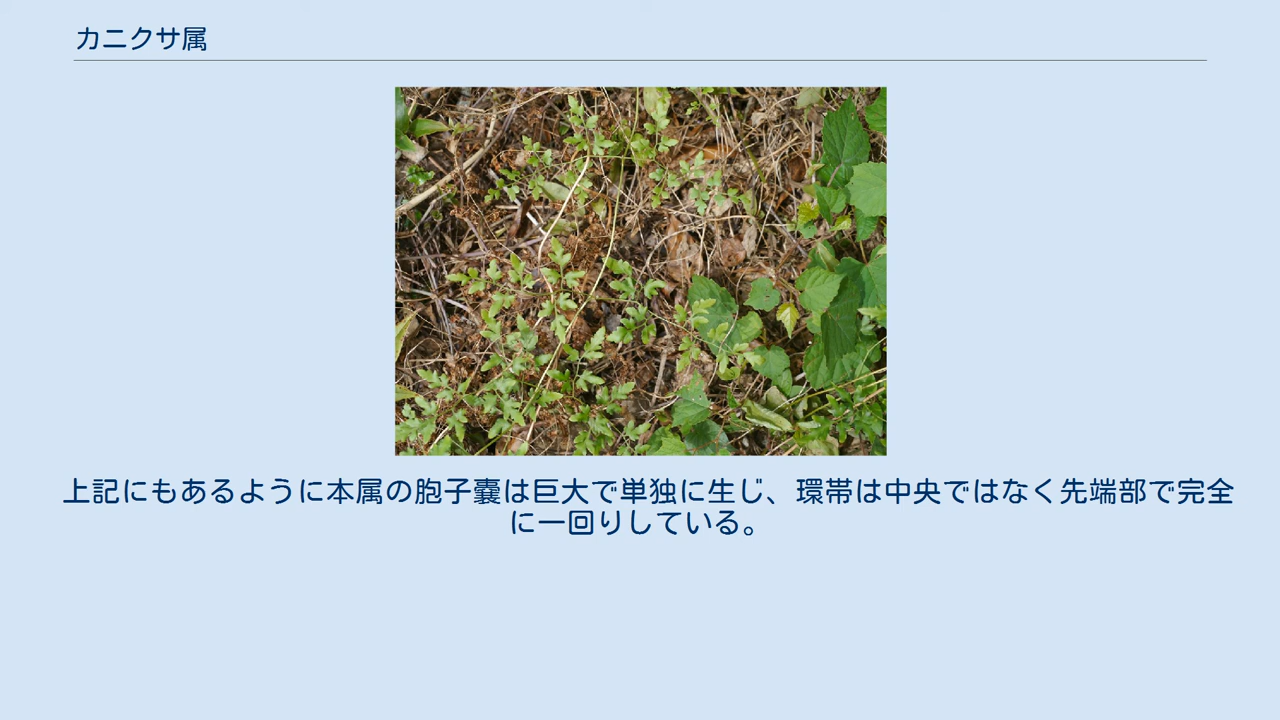 カニクサ属
上記にもあるように本属の胞子嚢は巨大で単独に生じ、環帯は中央ではなく先端部で完全
に一回りしている。